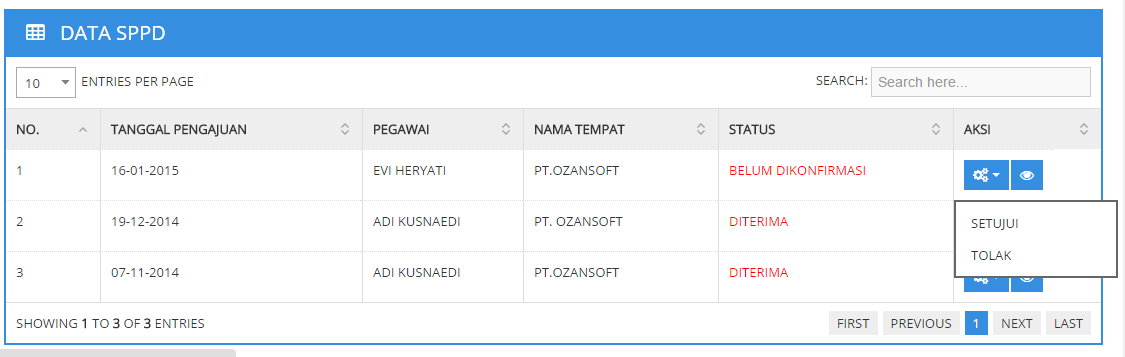 DATA SPPD
10 ENTRIES PER PAGE SEARCH: Search here...
NO. TANGGAL PENGAJUAN PEGAWAI NAMA TEMPAT STATUS AKSI
1 16-01-2015 EVI HERYATI PT.OZANSOFT BELUM DIKONFIRMASI
2 19-12-2014 ADI KUSNAEDI PT. OZANSOFT DITERIMA
SETUJUI
TOLAK
3 07-11-2014 ADI KUSNAEDI PT.OZANSOFT DITERIMA
SHOWING 1 TO 3 OF 3 ENTRIES FIRST PREVIOUS 1 NEXT LAST